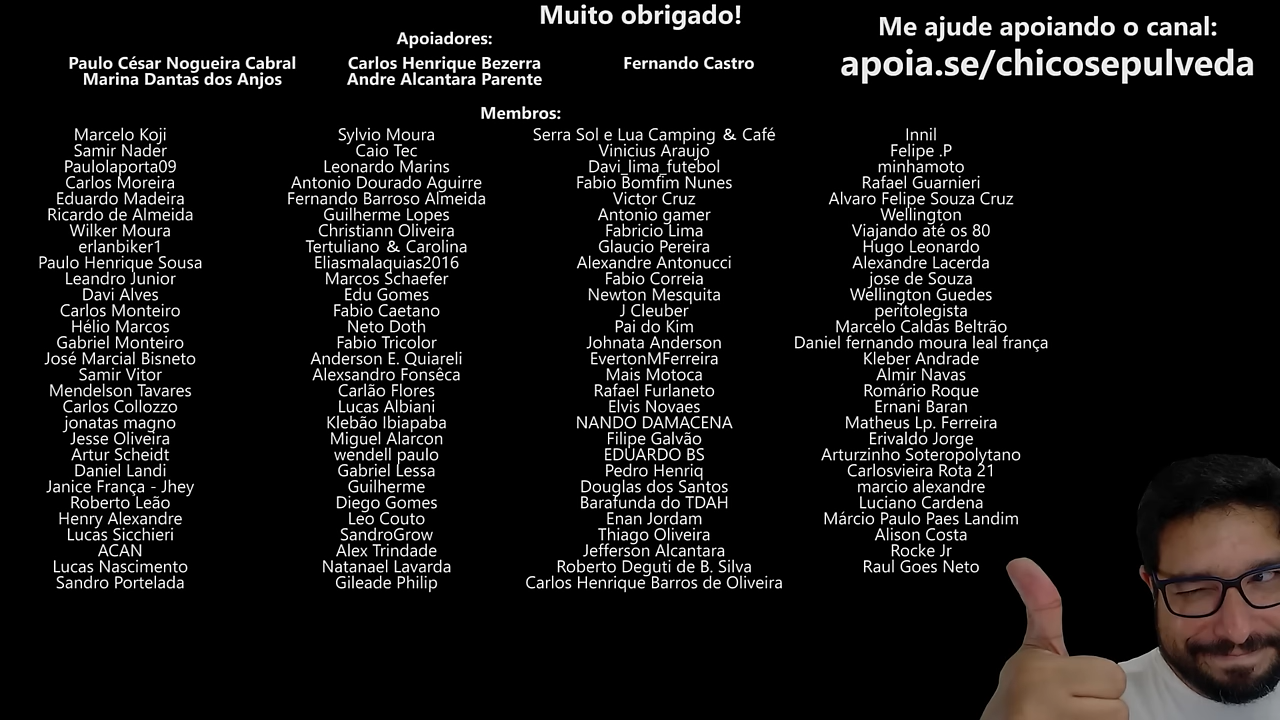 Muito obrigado!
Me ajude apoiando o canal:
apoia.se/chicosepulveda
Apoiadores:
Paulo César Nogueira Cabral
Marina Dantas dos Anjos
Carlos Henrique Bezerra
Andre Alcantara Parente
Fernando Castro
Membros:
Marcelo Koji
Samir Nader
Paulolaporta09
Carlos Moreira
Eduardo Madeira
Ricardo de Almeida
Wilker Moura
erlanbiker1
Paulo Henrique Sousa
Leandro Junior
Davi Alves
Carlos Monteiro
Hélio Marcos
Gabriel Monteiro
José Marcial Bisneto
Samir Vitor
Mendelson Tavares
Carlos Collozzo
jonatas magno
Jesse Oliveira
Artur Scheidt
Daniel Landi
Janice França - Jhey
Roberto Leão
Henry Alexandre
Lucas Sicchieri
ACAN
Lucas Nascimento
Sandro Portelada
Sylvio Moura
Caio Tec
Leonardo Marins
Antonio Dourado Aguirre
Fernando Barroso Almeida
Guilherme Lopes
Christiann Oliveira
Tertuliano & Carolina
Eliasmalaquias2016
Marcos Schaefer
Edu Gomes
Fabio Caetano
Neto Doth
Fabio Tricolor
Anderson E. Quiareli
Alexsandro Fonsêca
Carlão Flores
Lucas Albiani
Klebão Ibiapaba
Miguel Alarcon
wendell paulo
Gabriel Lessa
Guilherme
Diego Gomes
Leo Couto
SandroGrow
Alex Trindade
Natanael Lavarda
Gileade Philip
Serra Sol e Lua Camping & Café
Vinicius Araujo
Davi_lima_futebol
Fabio Bomfim Nunes
Victor Cruz
Antonio gamer
Fabricio Lima
Glaucio Pereira
Alexandre Antonucci
Fabio Correia
Newton Mesquita
J Cleuber
Pai do Kim
Johnata Anderson
EvertonMFerreira
Mais Motoca
Rafael Furlaneto
Elvis Novaes
NANDO DAMACENA
Filipe Galvão
EDUARDO BS
Pedro Henriq
Douglas dos Santos
Barafunda do TDAH
Enan Jordam
Thiago Oliveira
Jefferson Alcantara
Roberto Deguti de B. Silva
Carlos Henrique Barros de Oliveira
Innil
Felipe .P
minhamoto
Rafael Guarnieri
Alvaro Felipe Souza Cruz
Wellington
Viajando até os 80
Hugo Leonardo
Alexandre Lacerda
jose de Souza
Wellington Guedes
peritolegista
Marcelo Caldas Beltrão
Daniel fernando moura leal frança
Kleber Andrade
Almir Navas
Romário Roque
Ernani Baran
Matheus Lp. Ferreira
Erivaldo Jorge
Arturzinho Soteropolytano
Carlosvieira Rota 21
marcio alexandre
Luciano Cardena
Márcio Paulo Paes Landim
Alison Costa
Rocke Jr
Raul Goes Neto